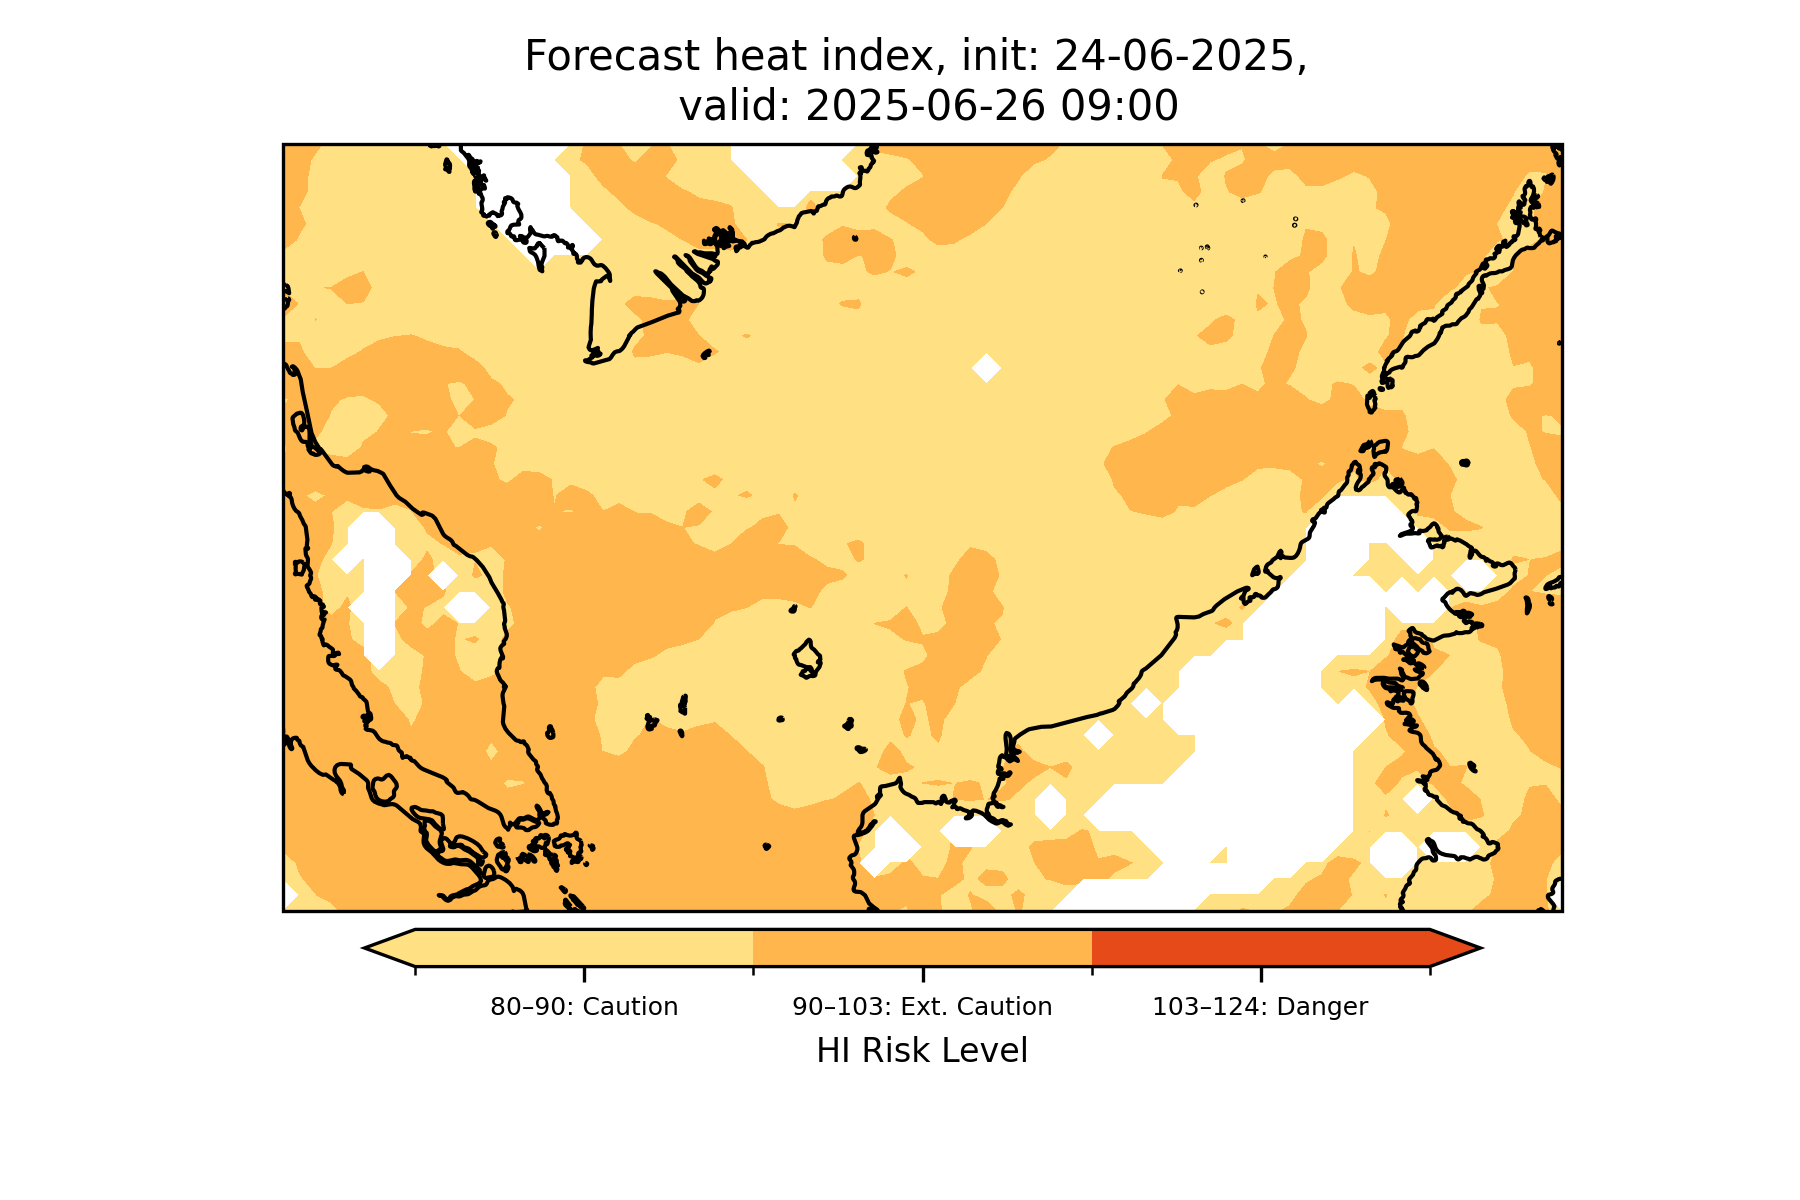 Forecast heat index, init: 24-06-2025,
valid: 2025-06-26 09:00
80–90: Caution
90–103: Ext. Caution
103–124: Danger
HI Risk Level